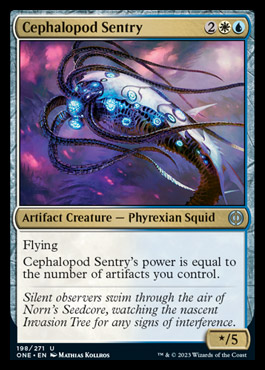 Cephalopod Sentry 2
Artifact Creature — Phyrexian Squid
Flying
Cephalopod Sentry's power is equal to
the number of artifacts you control.
Silent observers swim through the air
of Norn's Seedcore, watching the nascent
Invasion Tree for any signs of interference.
*/5
198/271 U
ONE • EN Mathias Kollros
™ & © 2023 Wizards of the Coast